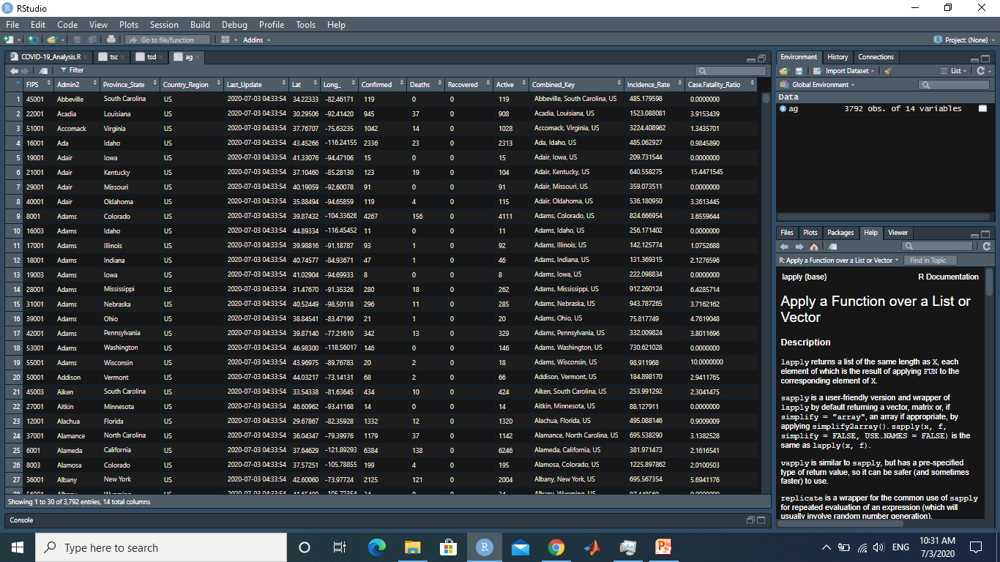 RStudio
File Edit Code View Plots Session Build Debug Profile Tools Help
Go to file/function Addins Project: (None)
COVID-19_Analysis.R tsc tsd ag
Filter
FIPS Admin2 Province_State Country_Region Last_Update Lat Long_ Confirmed Deaths Recovered Active Combined_Key Incidence_Rate Case.Fatality_Ratio
1 45001 Abbeville South Carolina US 2020-07-03 04:33:54 34.22333 -82.46171 119 0 0 119 Abbeville, South Carolina, US 485.179598 0.0000000
2 22001 Acadia Louisiana US 2020-07-03 04:33:54 30.29506 -92.41420 945 37 0 908 Acadia, Louisiana, US 1523.088081 3.9153439
3 51001 Accomack Virginia US 2020-07-03 04:33:54 37.76707 -75.63235 1042 14 0 1028 Accomack, Virginia, US 3224.408962 1.3435701
4 16001 Ada Idaho US 2020-07-03 04:33:54 43.45266 -116.24155 2336 23 0 2313 Ada, Idaho, US 485.062927 0.9845890
5 19001 Adair Iowa US 2020-07-03 04:33:54 41.33076 -94.47106 15 0 0 15 Adair, Iowa, US 209.731544 0.0000000
6 21001 Adair Kentucky US 2020-07-03 04:33:54 37.10460 -85.28130 123 19 0 104 Adair, Kentucky, US 640.558275 15.4471545
7 29001 Adair Missouri US 2020-07-03 04:33:54 40.19059 -92.60078 91 0 0 91 Adair, Missouri, US 359.073511 0.0000000
8 40001 Adair Oklahoma US 2020-07-03 04:33:54 35.88494 -94.65859 119 4 0 115 Adair, Oklahoma, US 536.180950 3.3613445
9 8001 Adams Colorado US 2020-07-03 04:33:54 39.87432 -104.33626 4267 156 0 4111 Adams, Colorado, US 824.666954 3.6559644
10 16003 Adams Idaho US 2020-07-03 04:33:54 44.89334 -116.45452 11 0 0 11 Adams, Idaho, US 256.171402 0.0000000
11 17001 Adams Illinois US 2020-07-03 04:33:54 39.98816 -91.18787 93 1 0 92 Adams, Illinois, US 142.125774 1.0752688
12 18001 Adams Indiana US 2020-07-03 04:33:54 40.74577 -84.93671 47 1 0 46 Adams, Indiana, US 131.369315 2.1276596
13 19003 Adams Iowa US 2020-07-03 04:33:54 41.02904 -94.69933 8 0 0 8 Adams, Iowa, US 222.098834 0.0000000
14 28001 Adams Mississippi US 2020-07-03 04:33:54 31.47670 -91.35326 280 18 0 262 Adams, Mississippi, US 912.260124 6.4285714
15 31001 Adams Nebraska US 2020-07-03 04:33:54 40.52449 -98.50118 296 11 0 285 Adams, Nebraska, US 943.787265 3.7162162
16 39001 Adams Ohio US 2020-07-03 04:33:54 38.84541 -83.47190 21 1 0 20 Adams, Ohio, US 75.817749 4.7619048
17 42001 Adams Pennsylvania US 2020-07-03 04:33:54 39.87140 -77.21610 342 13 0 329 Adams, Pennsylvania, US 332.009824 3.8011696
18 53001 Adams Washington US 2020-07-03 04:33:54 46.98300 -118.56017 146 0 0 146 Adams, Washington, US 730.621028 0.0000000
19 55001 Adams Wisconsin US 2020-07-03 04:33:54 43.96975 -89.76783 20 2 0 18 Adams, Wisconsin, US 98.911968 10.0000000
20 50001 Addison Vermont US 2020-07-03 04:33:54 44.03217 -73.14131 68 2 0 66 Addison, Vermont, US 184.898170 2.9411765
21 45003 Aiken South Carolina US 2020-07-03 04:33:54 33.54338 -81.63645 434 10 0 424 Aiken, South Carolina, US 253.991292 2.3041475
22 27001 Aitkin Minnesota US 2020-07-03 04:33:54 46.60962 -93.41168 14 0 0 14 Aitkin, Minnesota, US 88.127911 0.0000000
23 12001 Alachua Florida US 2020-07-03 04:33:54 29.67867 -82.35928 1332 12 0 1320 Alachua, Florida, US 495.088146 0.9009009
24 37001 Alamance North Carolina US 2020-07-03 04:33:54 36.04347 -79.39976 1179 37 0 1142 Alamance, North Carolina, US 695.538290 3.1382528
25 6001 Alameda California US 2020-07-03 04:33:54 37.64629 -121.89293 6384 138 0 6246 Alameda, California, US 381.971473 2.1616541
26 8003 Alamosa Colorado US 2020-07-03 04:33:54 37.57251 -105.78855 199 4 0 195 Alamosa, Colorado, US 1225.897862 2.0100503
27 36001 Albany New York US 2020-07-03 04:33:54 42.60060 -73.97724 2125 121 0 2004 Albany, New York, US 695.567354 5.6941176
Showing 1 to 30 of 3,792 entries, 14 total columns
Console
Environment History Connections
Import Dataset List
Global Environment
Data
ag 3792 obs. of 14 variables
Files Plots Packages Help Viewer
R: Apply a Function over a List or Vector Find in Topic
lapply {base} R Documentation
Apply a Function over a List or
Vector
Description
lapply returns a list of the same length as X, each
element of which is the result of applying FUN to the
corresponding element of X.
sapply is a user-friendly version and wrapper of
lapply by default returning a vector, matrix or, if
simplify = "array", an array if appropriate, by
applying simplify2array(). sapply(x, f,
simplify = FALSE, USE.NAMES = FALSE) is the
same as lapply(x, f).
vapply is similar to sapply, but has a pre-specified
type of return value, so it can be safer (and sometimes
faster) to use.
replicate is a wrapper for the common use of sapply
for repeated evaluation of an expression (which will
usually involve random number generation).
Type here to search
ENG
10:31 AM
7/3/2020